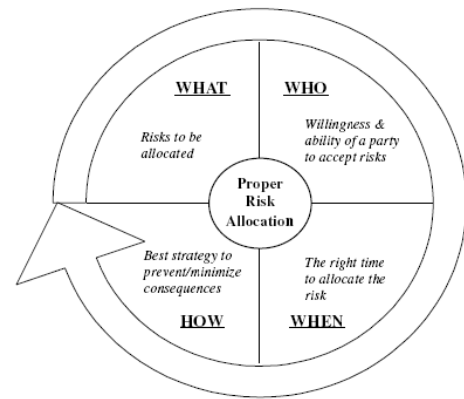 WHAT
Risks to be
allocated
WHO
Willingness &
ability of a party
to accept risks
Proper
Risk
Allocation
Best strategy to
prevent/minimize
consequences
HOW
The right time
to allocate the
risk
WHEN